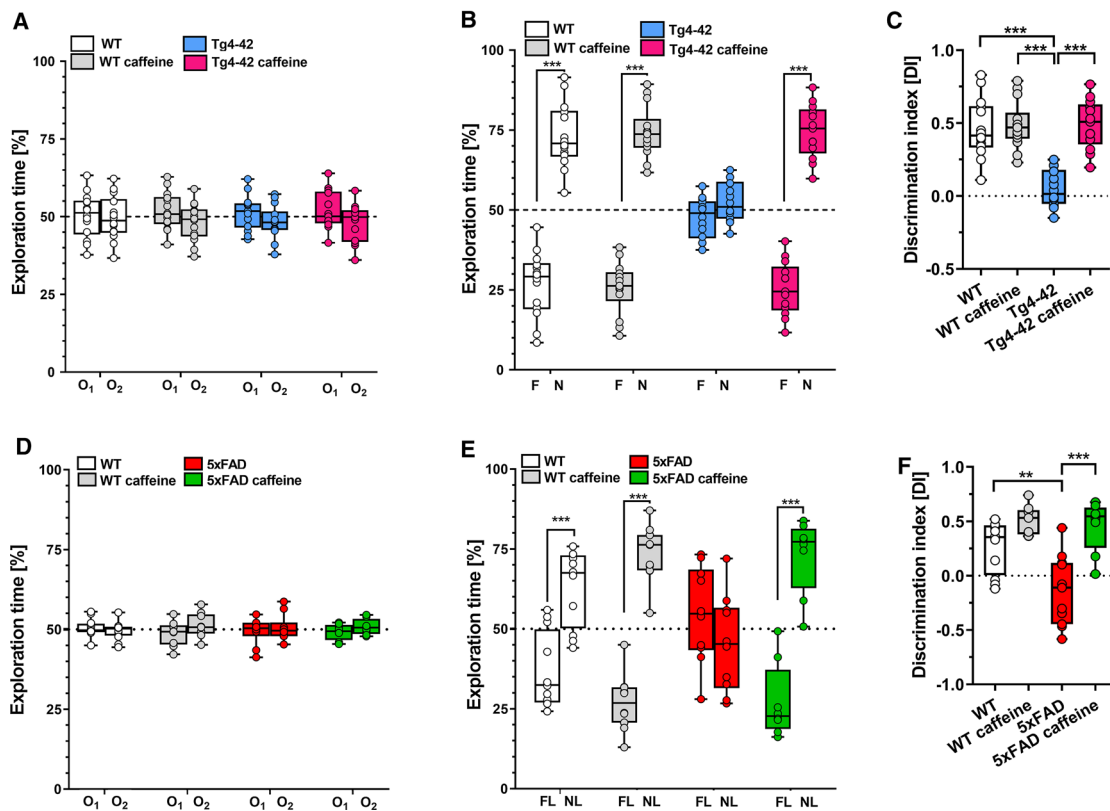 A
WT
WT caffeine
Tg4-42
Tg4-42 caffeine
Exploration time [%]
100
75
50
25
0
O1 O2 O1 O2 O1 O2 O1 O2
B
WT
WT caffeine
Tg4-42
Tg4-42 caffeine
Exploration time [%]
100
75
50
25
0
*** *** ***
F N F N F N F N
C
***
*** ***
Discrimination index [DI]
1.0
0.5
0.0
-0.5
WT
WT caffeine
Tg4-42
Tg4-42 caffeine
D
WT
WT caffeine
5xFAD
5xFAD caffeine
Exploration time [%]
100
75
50
25
0
O1 O2 O1 O2 O1 O2 O1 O2
E
WT
WT caffeine
5xFAD
5xFAD caffeine
Exploration time [%]
100
75
50
25
0
*** *** ***
FL NL FL NL FL NL FL NL
F
** ***
Discrimination index [DI]
1.0
0.5
0.0
-0.5
-1.0
WT
WT caffeine
5xFAD
5xFAD caffeine